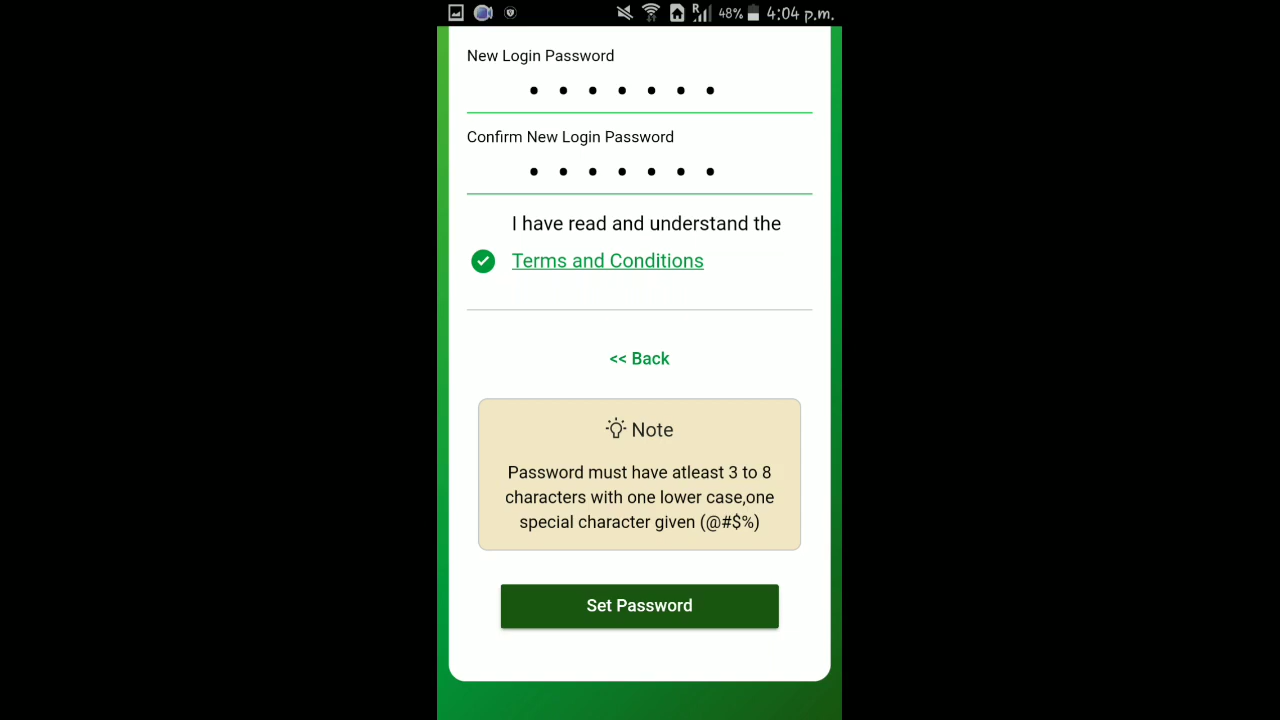 R 48% 4:04 p.m.
New Login Password
•••••••
Confirm New Login Password
•••••••
I have read and understand the
Terms and Conditions
<< Back
Note
Password must have atleast 3 to 8
characters with one lower case,one
special character given (@#$%)
Set Password